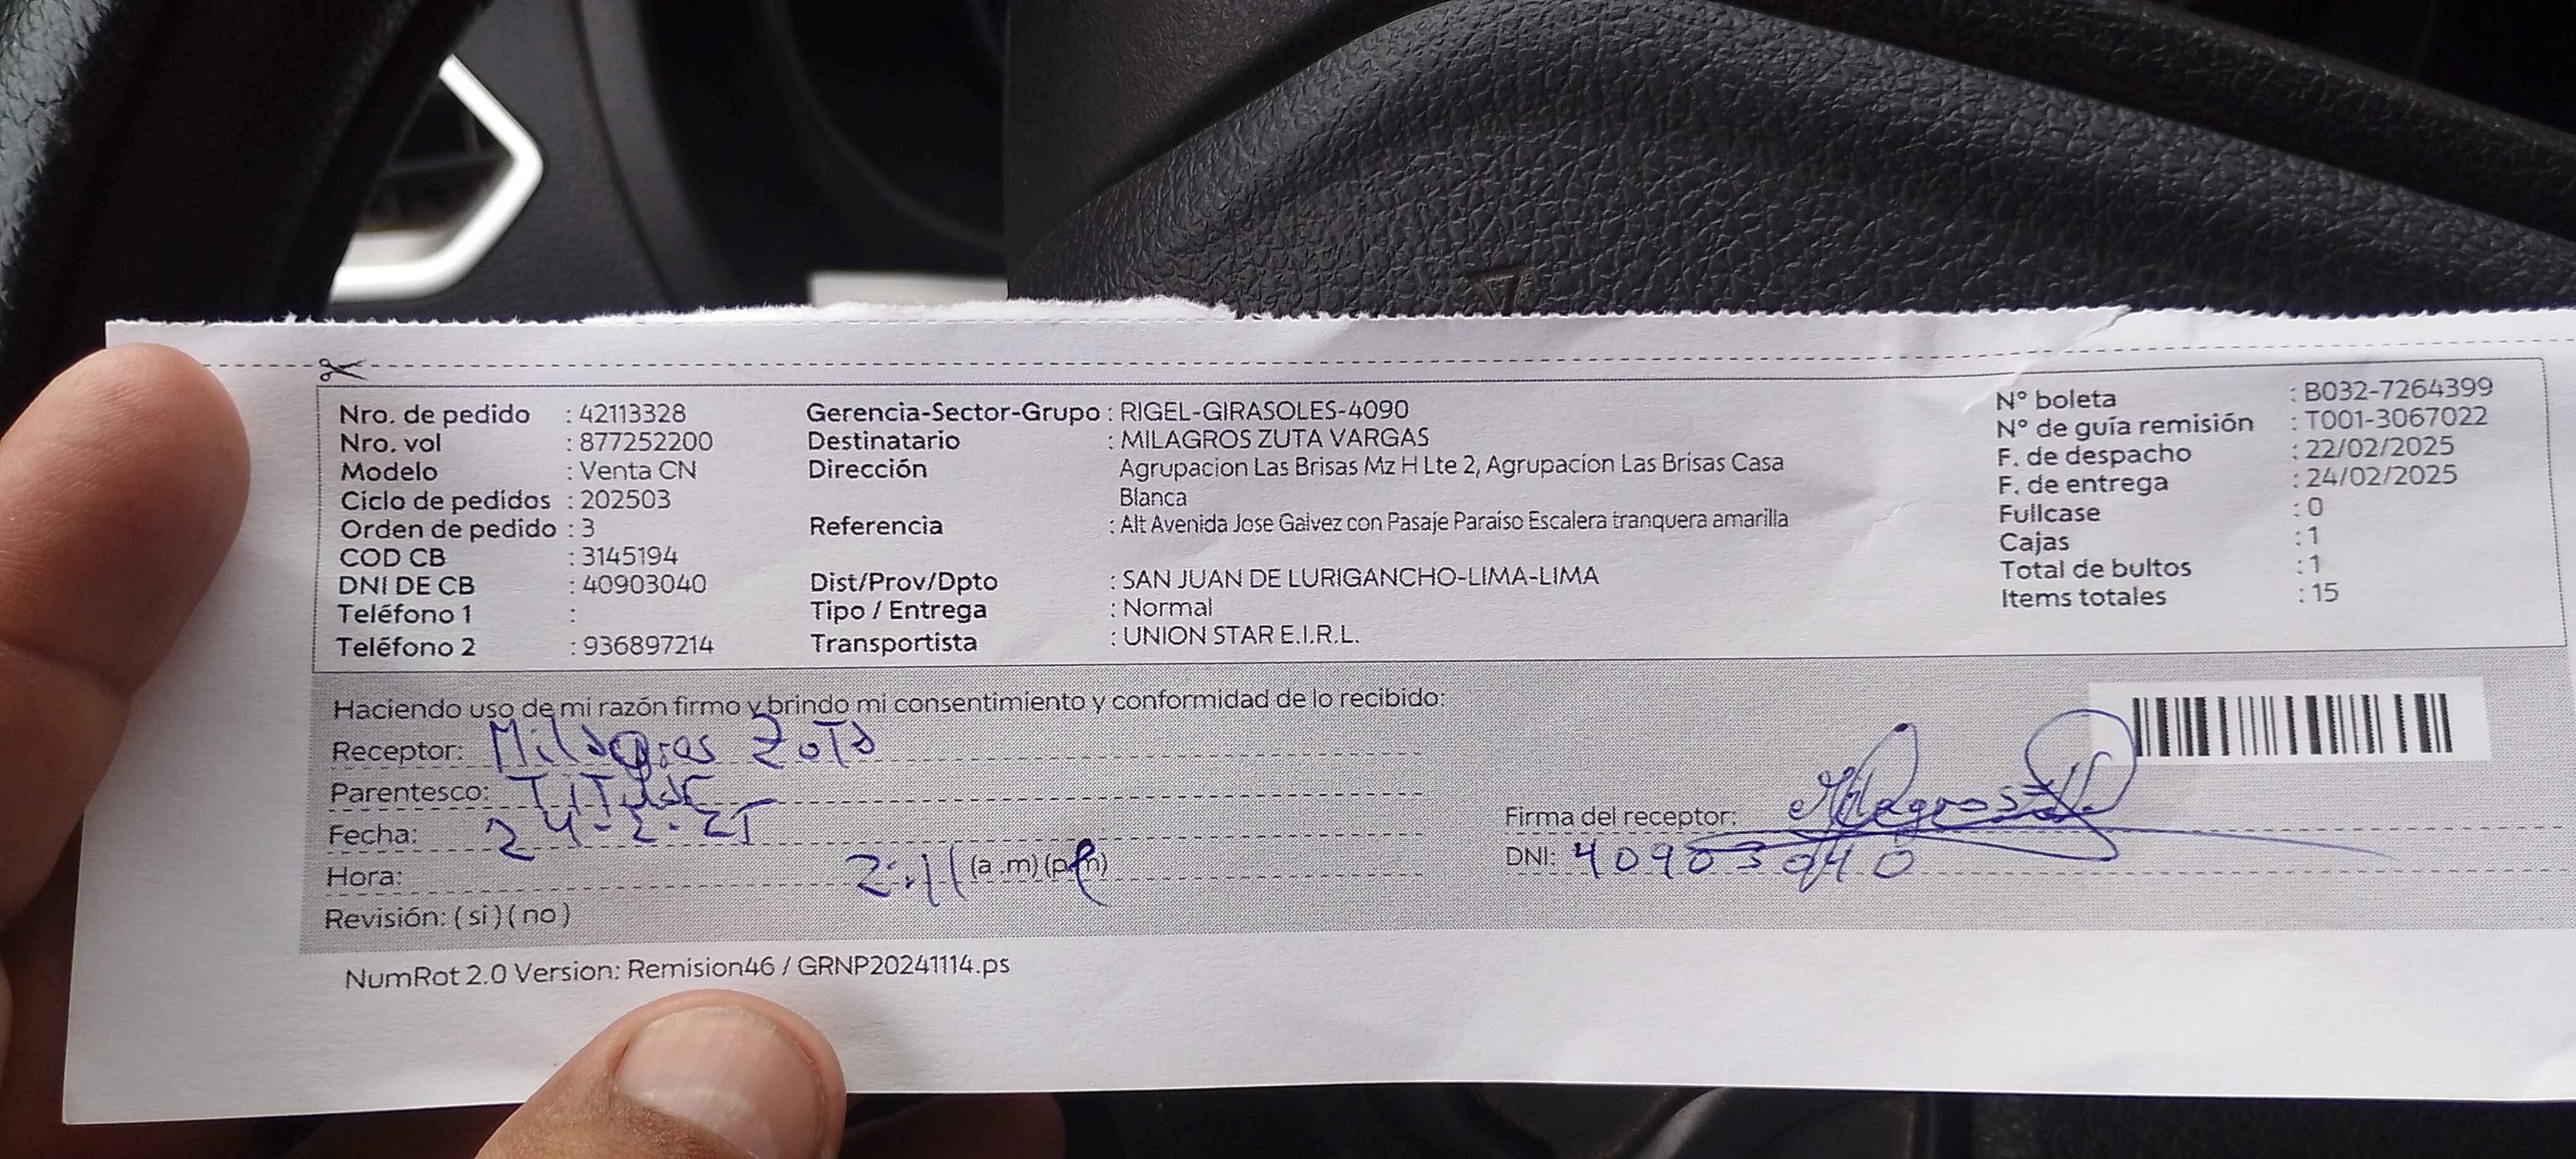 Nro. de pedido : 42113328
Nro. vol : 877252200
Modelo : Venta CN
Ciclo de pedidos : 202503
Orden de pedido : 3
COD CB : 3145194
DNI DE CB : 40903040
Teléfono 1 :
Teléfono 2 : 936897214
Gerencia-Sector-Grupo : RIGEL-GIRASOLES-4090
Destinatario : MILAGROS ZUTA VARGAS
Dirección Agrupacion Las Brisas Mz H Lte 2, Agrupacion Las Brisas Casa
Blanca
Referencia : Alt Avenida Jose Galvez con Pasaje Paraiso Escalera tranquera amarilla
Dist/Prov/Dpto : SAN JUAN DE LURIGANCHO-LIMA-LIMA
Tipo / Entrega : Normal
Transportista : UNION STAR E.I.R.L.
N° boleta : B032-7264399
N° de guía remisión : T001-3067022
F. de despacho : 22/02/2025
F. de entrega : 24/02/2025
Fullcase : 0
Cajas : 1
Total de bultos : 1
Items totales : 15
Haciendo uso de mi razón firmo y brindo mi consentimiento y conformidad de lo recibido:
Receptor: Milagros Zuta
Parentesco: Titular
Fecha: 24-2-25
Hora: 2:11 (a.m) (p.m)
Revisión: (si) (no)
Firma del receptor: Milagros Z
DNI: 40903040
NumRot 2.0 Version: Remision46 / GRNP20241114.ps